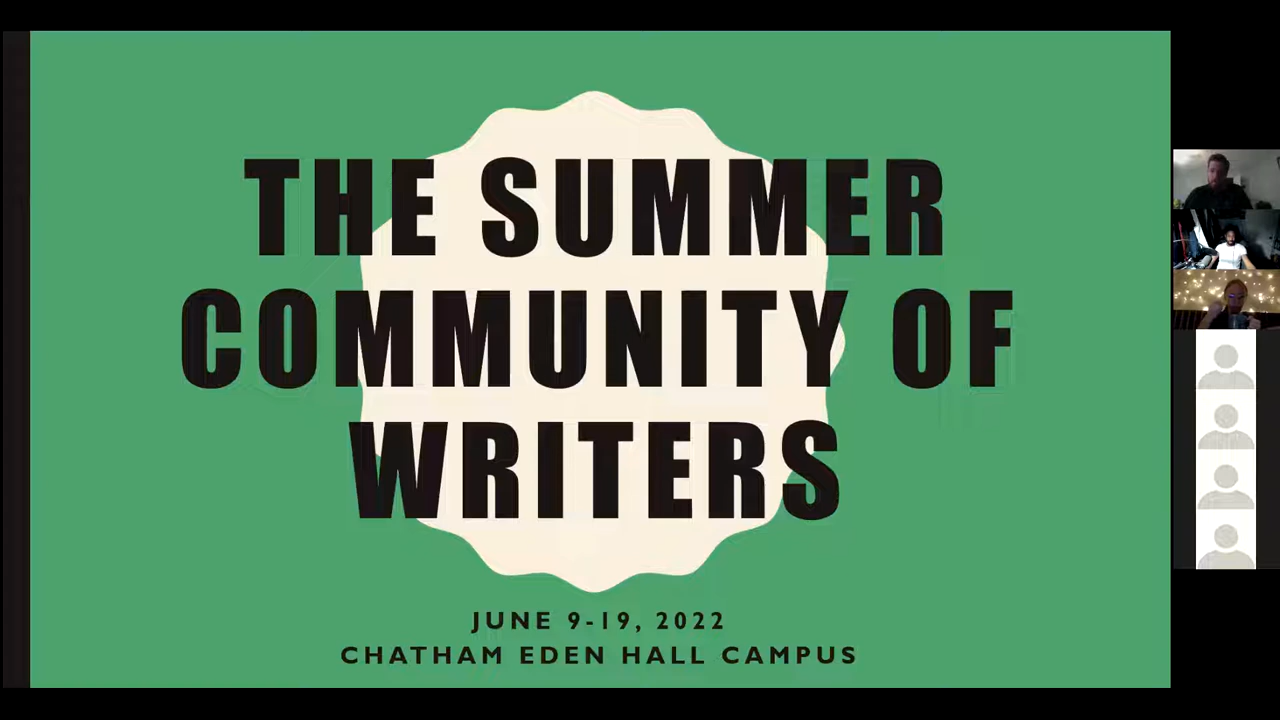 THE SUMMER
COMMUNITY OF
WRITERS
JUNE 9-19, 2022
CHATHAM EDEN HALL CAMPUS